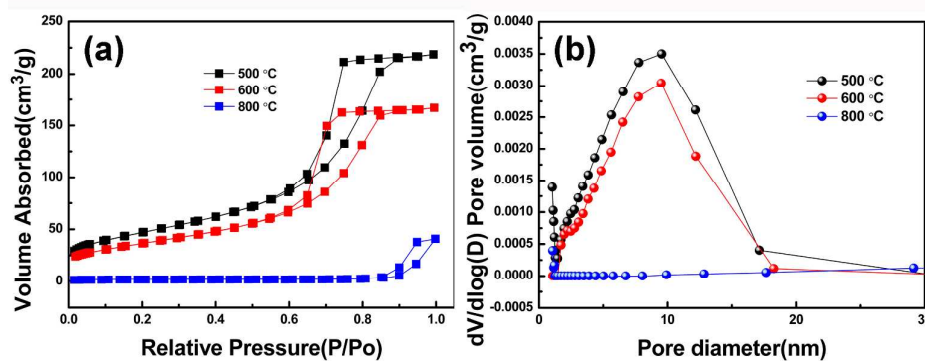 (a)
Volume Absorbed(cm³/g)
250
200
150
100
50
0
500 °C
600 °C
800 °C
0.0 0.2 0.4 0.6 0.8 1.0
Relative Pressure(P/Po)
(b)
dV/dlog(D) Pore volume(cm³/g)
0.0040
0.0035
0.0030
0.0025
0.0020
0.0015
0.0010
0.0005
0.0000
-0.0005
500 °C
600 °C
800 °C
0 10 20 3
Pore diameter(nm)